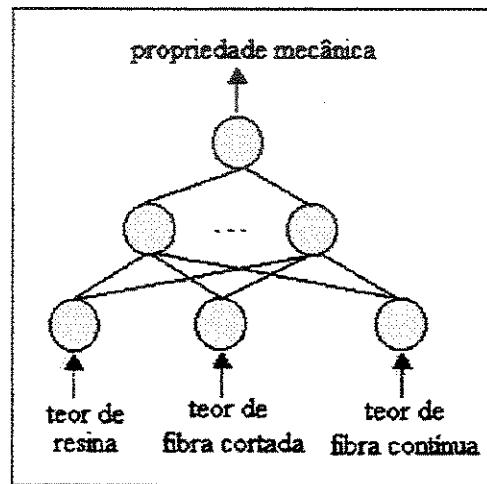 propriedade mecânica
teor de resina
teor de fibra cortada
teor de fibra contínua